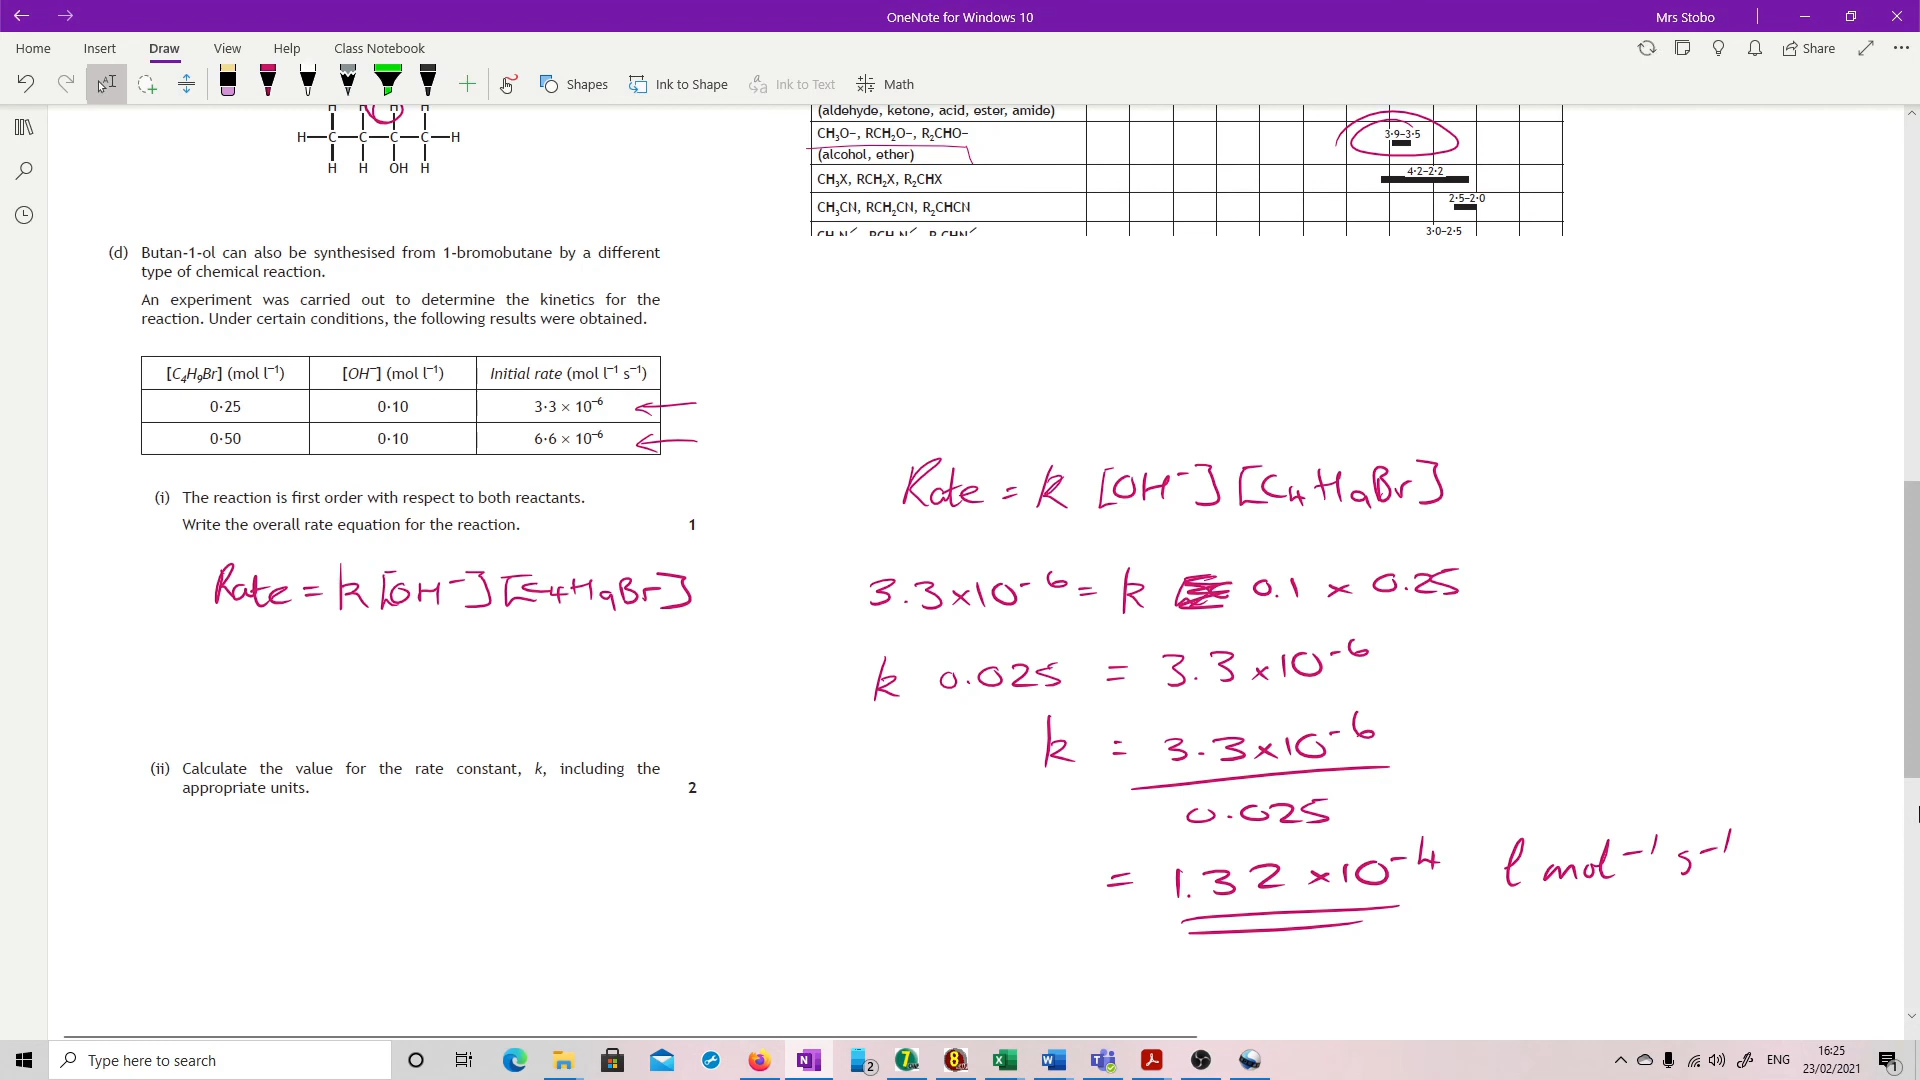 OneNote for Windows 10
Mrs Stobo
Home Insert Draw View Help Class Notebook
Share
Shapes Ink to Shape Ink to Text Math
H H H H
H–C–C–C–C–H
H H OH H
(aldehyde, ketone, acid, ester, amide)
CH₃O–, RCH₂O–, R₂CHO–
(alcohol, ether)
3·9–3·5
CH₃X, RCH₂X, R₂CHX
4·2–2·2
CH₃CN, RCH₂CN, R₂CHCN
2·5–2·0
3·0–2·5
(d) Butan-1-ol can also be synthesised from 1-bromobutane by a different
type of chemical reaction.
An experiment was carried out to determine the kinetics for the
reaction. Under certain conditions, the following results were obtained.
[C₄H₉Br] (mol l⁻¹) [OH⁻] (mol l⁻¹) Initial rate (mol l⁻¹ s⁻¹)
0·25 0·10 3·3 × 10⁻⁶
0·50 0·10 6·6 × 10⁻⁶
(i) The reaction is first order with respect to both reactants.
Write the overall rate equation for the reaction. 1
Rate = k [OH⁻] [C₄H₉Br]
(ii) Calculate the value for the rate constant, k, including the
appropriate units. 2
Rate = k [OH⁻] [C₄H₉Br]
3.3×10⁻⁶ = k 0.1 × 0.25
k 0.025 = 3.3×10⁻⁶
k = 3.3×10⁻⁶
0.025
= 1.32 ×10⁻⁴ l mol⁻¹ s⁻¹
Type here to search
2
ENG
16:25
23/02/2021
1